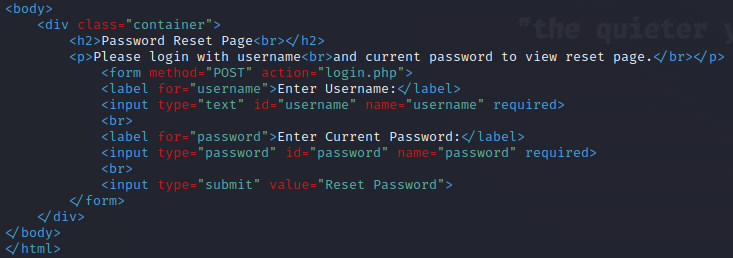 <body>
"the quieter y
<div class="container">
<h2>Password Reset Page<br></h2>
<p>Please login with username<br>and current password to view reset page.</br></p>
<form method="POST" action="login.php">
<label for="username">Enter Username:</label>
<input type="text" id="username" name="username" required>
<br>
<label for="password">Enter Current Password:</label>
<input type="password" id="password" name="password" required>
<br>
<input type="submit" value="Reset Password">
</form>
</div>
</body>
</html>